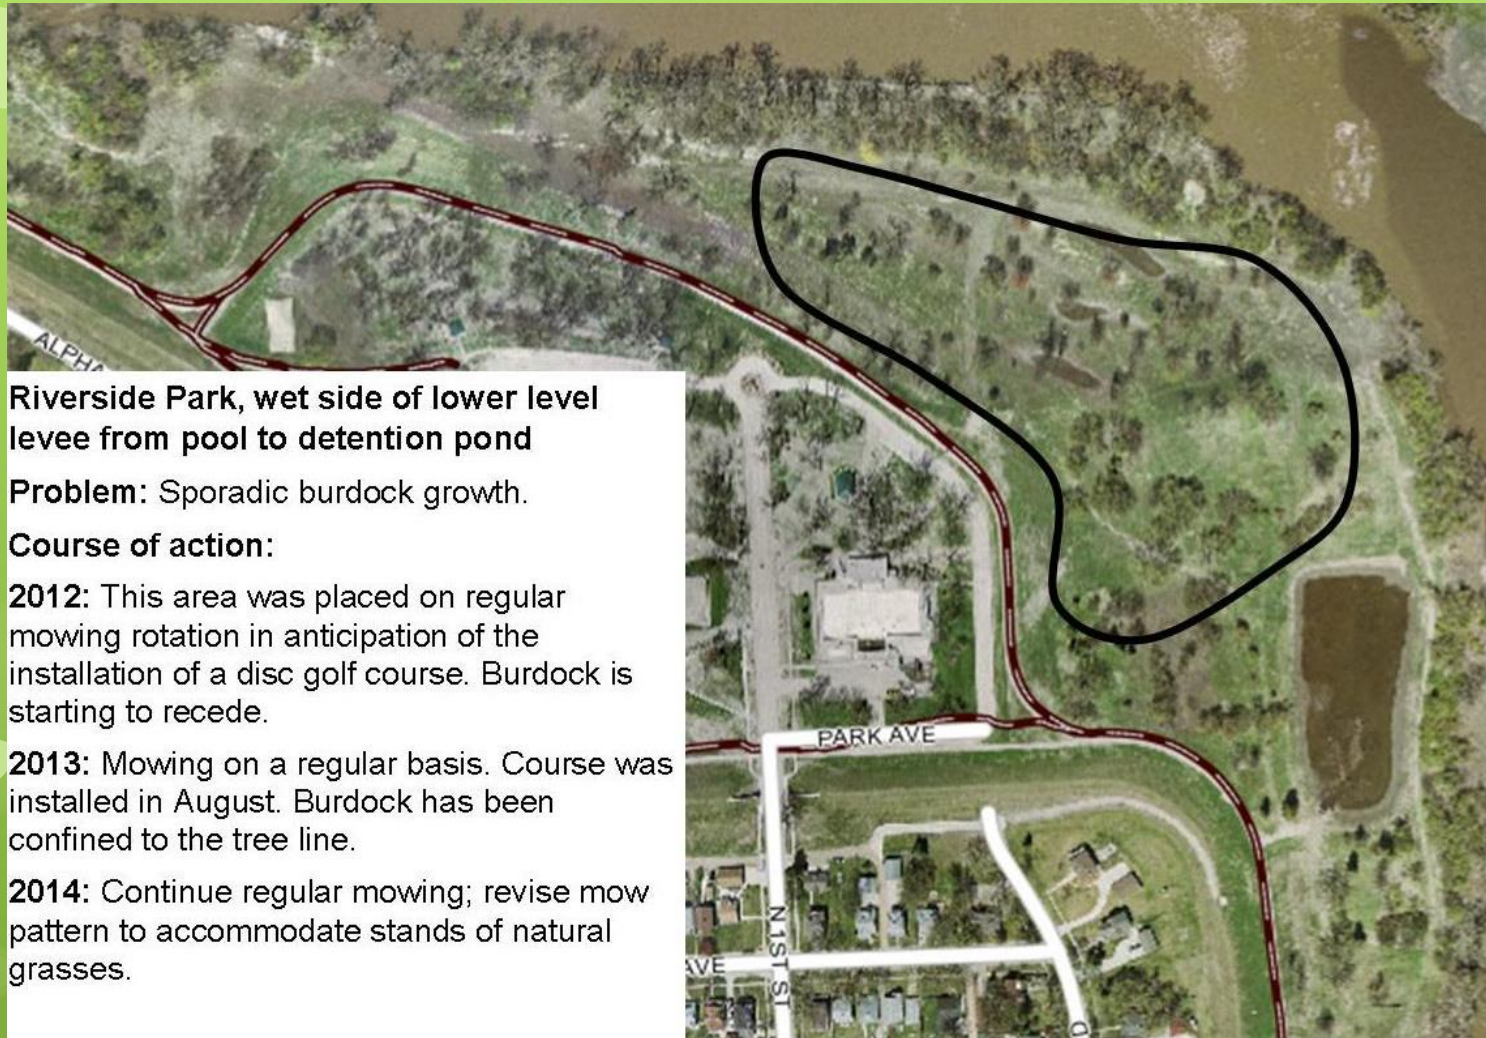 ALPHA
Riverside Park, wet side of lower level
levee from pool to detention pond
Problem: Sporadic burdock growth.
Course of action:
2012: This area was placed on regular
mowing rotation in anticipation of the
installation of a disc golf course. Burdock is
starting to recede.
2013: Mowing on a regular basis. Course was
installed in August. Burdock has been
confined to the tree line.
2014: Continue regular mowing; revise mow
pattern to accommodate stands of natural
grasses.
PARK AVE
N 1ST ST
AVE